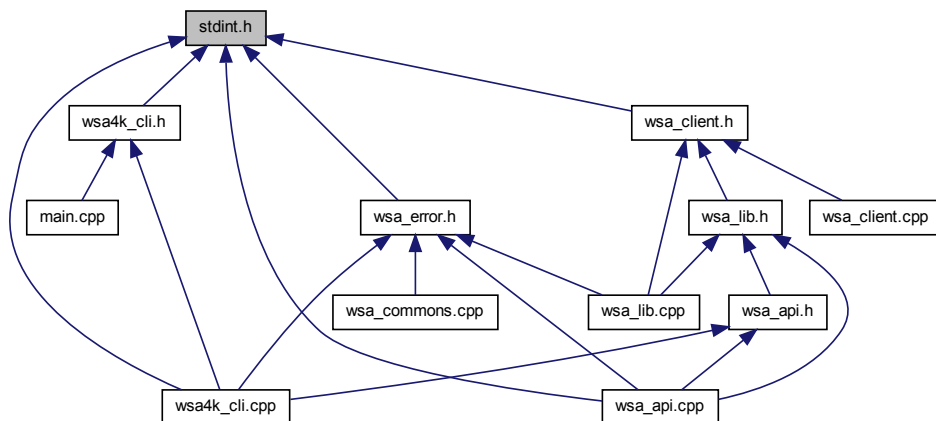 stdint.h
wsa4k_cli.h
wsa_client.h
main.cpp
wsa_error.h
wsa_lib.h
wsa_client.cpp
wsa_commons.cpp
wsa_lib.cpp
wsa_api.h
wsa4k_cli.cpp
wsa_api.cpp